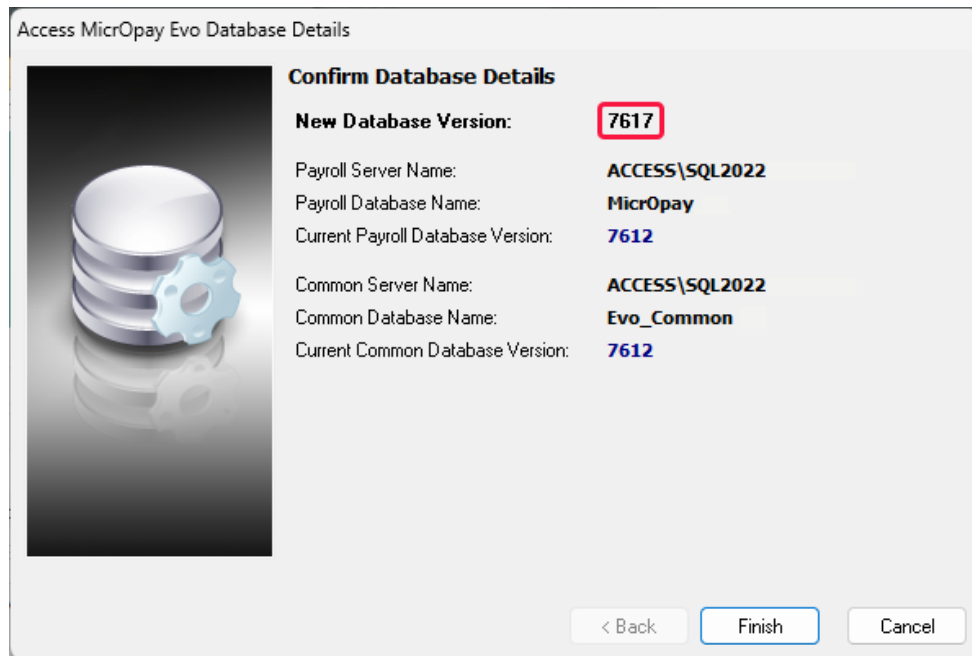 Access MicrOpay Evo Database Details
Confirm Database Details
New Database Version: 7617
Payroll Server Name: ACCESS\SQL2022
Payroll Database Name: MicrOpay
Current Payroll Database Version: 7612
Common Server Name: ACCESS\SQL2022
Common Database Name: Evo_Common
Current Common Database Version: 7612
< Back Finish Cancel